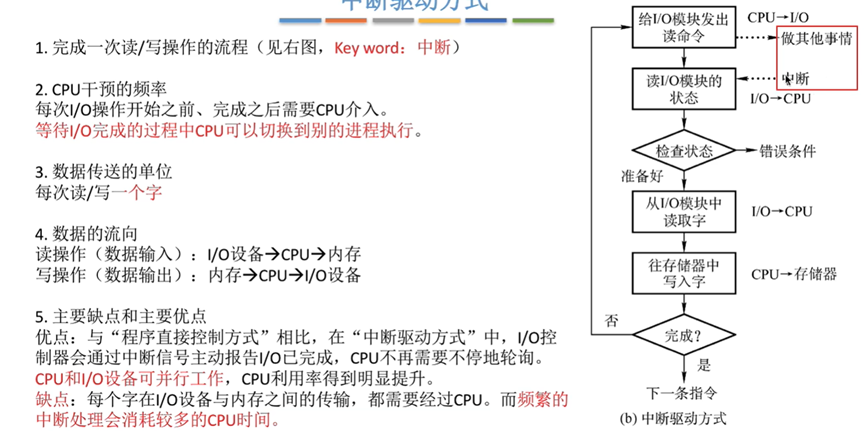 中断驱动方式
1. 完成一次读/写操作的流程（见右图，Key word：中断）
2. CPU干预的频率
每次I/O操作开始之前、完成之后需要CPU介入。
等待I/O完成的过程中CPU可以切换到别的进程执行。
3. 数据传送的单位
每次读/写一个字
4. 数据的流向
读操作（数据输入）：I/O设备→CPU→内存
写操作（数据输出）：内存→CPU→I/O设备
5. 主要缺点和主要优点
优点：与“程序直接控制方式”相比，在“中断驱动方式”中，I/O控
制器会通过中断信号主动报告I/O已完成，CPU不再需要不停地轮询。
CPU和I/O设备可并行工作，CPU利用率得到明显提升。
缺点：每个字在I/O设备与内存之间的传输，都需要经过CPU。而频繁的
中断处理会消耗较多的CPU时间。
给I/O模块发出
读命令
CPU→I/O
做其他事情
读I/O模块的
状态
中断
I/O→CPU
检查状态
错误条件
准备好
从I/O模块中
读取字
I/O→CPU
往存储器中
写入字
CPU→存储器
否
完成?
是
下一条指令
(b) 中断驱动方式